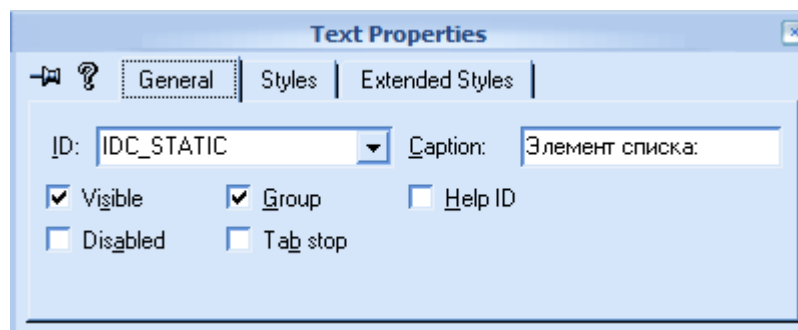 Text Properties
? General Styles Extended Styles
ID: IDC_STATIC Caption: Элемент списка:
Visible Group Help ID
Disabled Tab stop